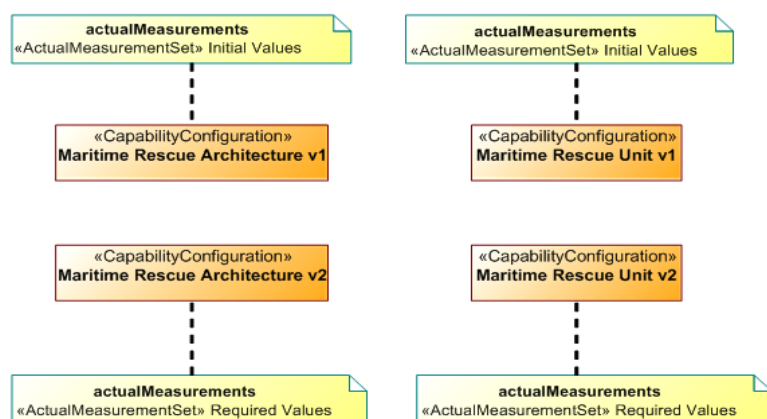 actualMeasurements
«ActualMeasurementSet» Initial Values
actualMeasurements
«ActualMeasurementSet» Initial Values
«CapabilityConfiguration»
Maritime Rescue Architecture v1
«CapabilityConfiguration»
Maritime Rescue Unit v1
«CapabilityConfiguration»
Maritime Rescue Architecture v2
«CapabilityConfiguration»
Maritime Rescue Unit v2
actualMeasurements
«ActualMeasurementSet» Required Values
actualMeasurements
«ActualMeasurementSet» Required Values